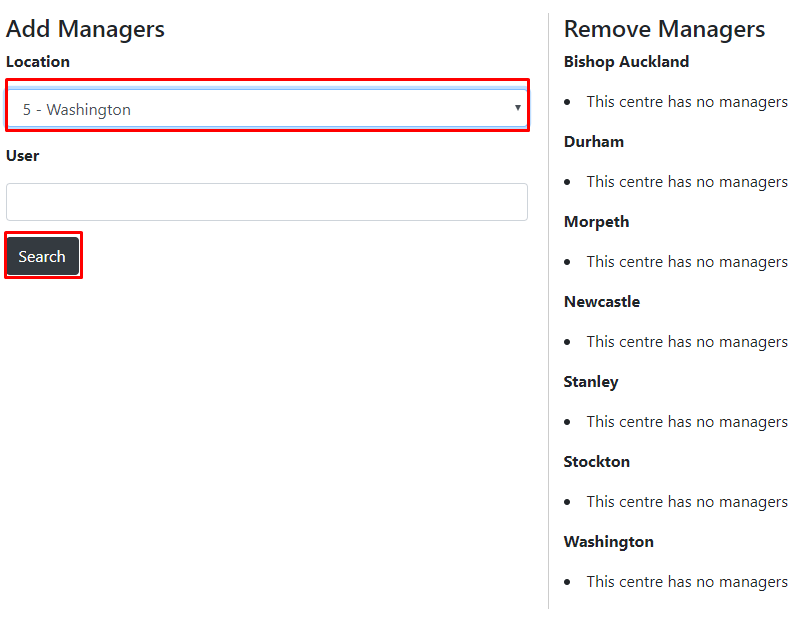 Add Managers
Location
5 - Washington
User
Search
Remove Managers
Bishop Auckland
This centre has no managers
Durham
This centre has no managers
Morpeth
This centre has no managers
Newcastle
This centre has no managers
Stanley
This centre has no managers
Stockton
This centre has no managers
Washington
This centre has no managers